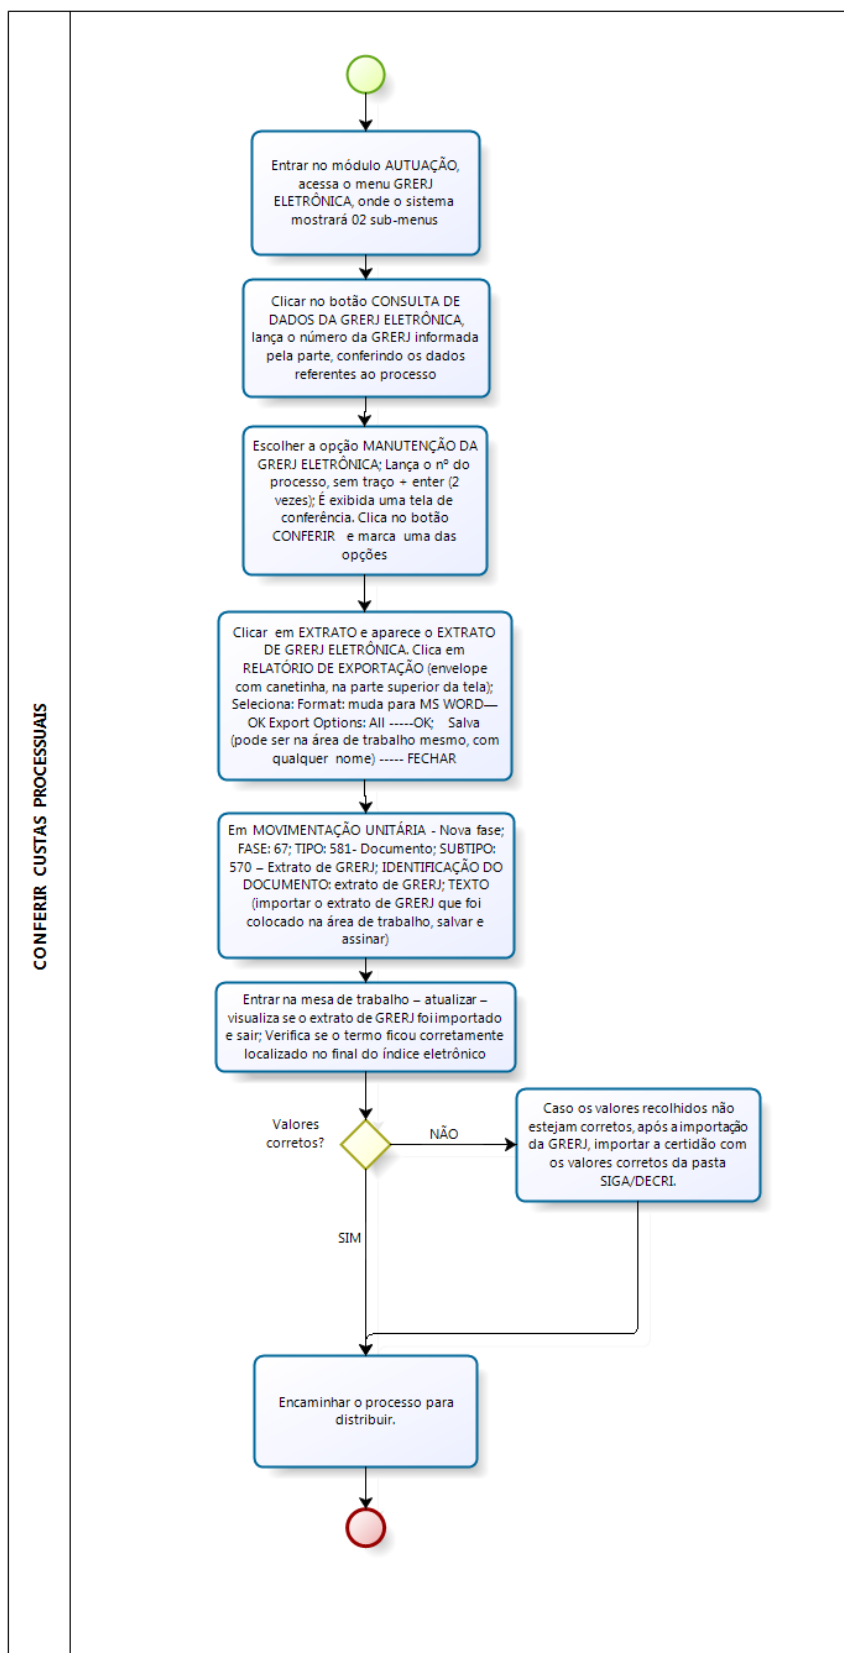 CONFERIR CUSTAS PROCESSUAIS
Entrar no módulo AUTUAÇÃO,
acessa o menu GRERJ
ELETRÔNICA, onde o sistema
mostrará 02 sub-menus
Clicar no botão CONSULTA DE
DADOS DA GRERJ ELETRÔNICA,
lança o número da GRERJ informada
pela parte, conferindo os dados
referentes ao processo
Escolher a opção MANUTENÇÃO DA
GRERJ ELETRÔNICA; Lança o nº do
processo, sem traço + enter (2
vezes); É exibida uma tela de
conferência. Clica no botão
CONFERIR e marca uma das
opções
Clicar em EXTRATO e aparece o EXTRATO
DE GRERJ ELETRÔNICA. Clica em
RELATÓRIO DE EXPORTAÇÃO (envelope
com canetinha, na parte superior da tela);
Seleciona: Format: muda para MS WORD—
OK Export Options: All -----OK; Salva
(pode ser na área de trabalho mesmo, com
qualquer nome) ----- FECHAR
Em MOVIMENTAÇÃO UNITÁRIA - Nova fase;
FASE: 67; TIPO: 581- Documento; SUBTIPO:
570 – Extrato de GRERJ; IDENTIFICAÇÃO DO
DOCUMENTO: extrato de GRERJ; TEXTO
(importar o extrato de GRERJ que foi
colocado na área de trabalho, salvar e
assinar)
Entrar na mesa de trabalho – atualizar –
visualiza se o extrato de GRERJ foi importado
e sair; Verifica se o termo ficou corretamente
localizado no final do índice eletrônico
Valores
corretos?
NÃO
Caso os valores recolhidos não
estejam corretos, após a importação
da GRERJ, importar a certidão com
os valores corretos da pasta
SIGA/DECRI.
SIM
Encaminhar o processo para
distribuir.